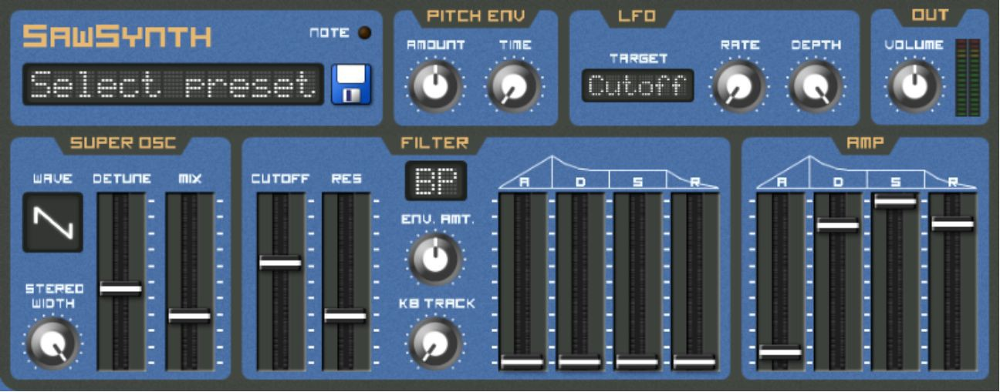 SAWSYNTH
NOTE
Select preset
PITCH ENV
AMOUNT TIME
LFO
TARGET
Cutoff
RATE DEPTH
OUT
VOLUME
SUPER OSC
WAVE DETUNE MIX
STEREO
WIDTH
FILTER
CUTOFF RES
BP
ENV. AMT.
KB TRACK
A D S R
AMP
A D S R